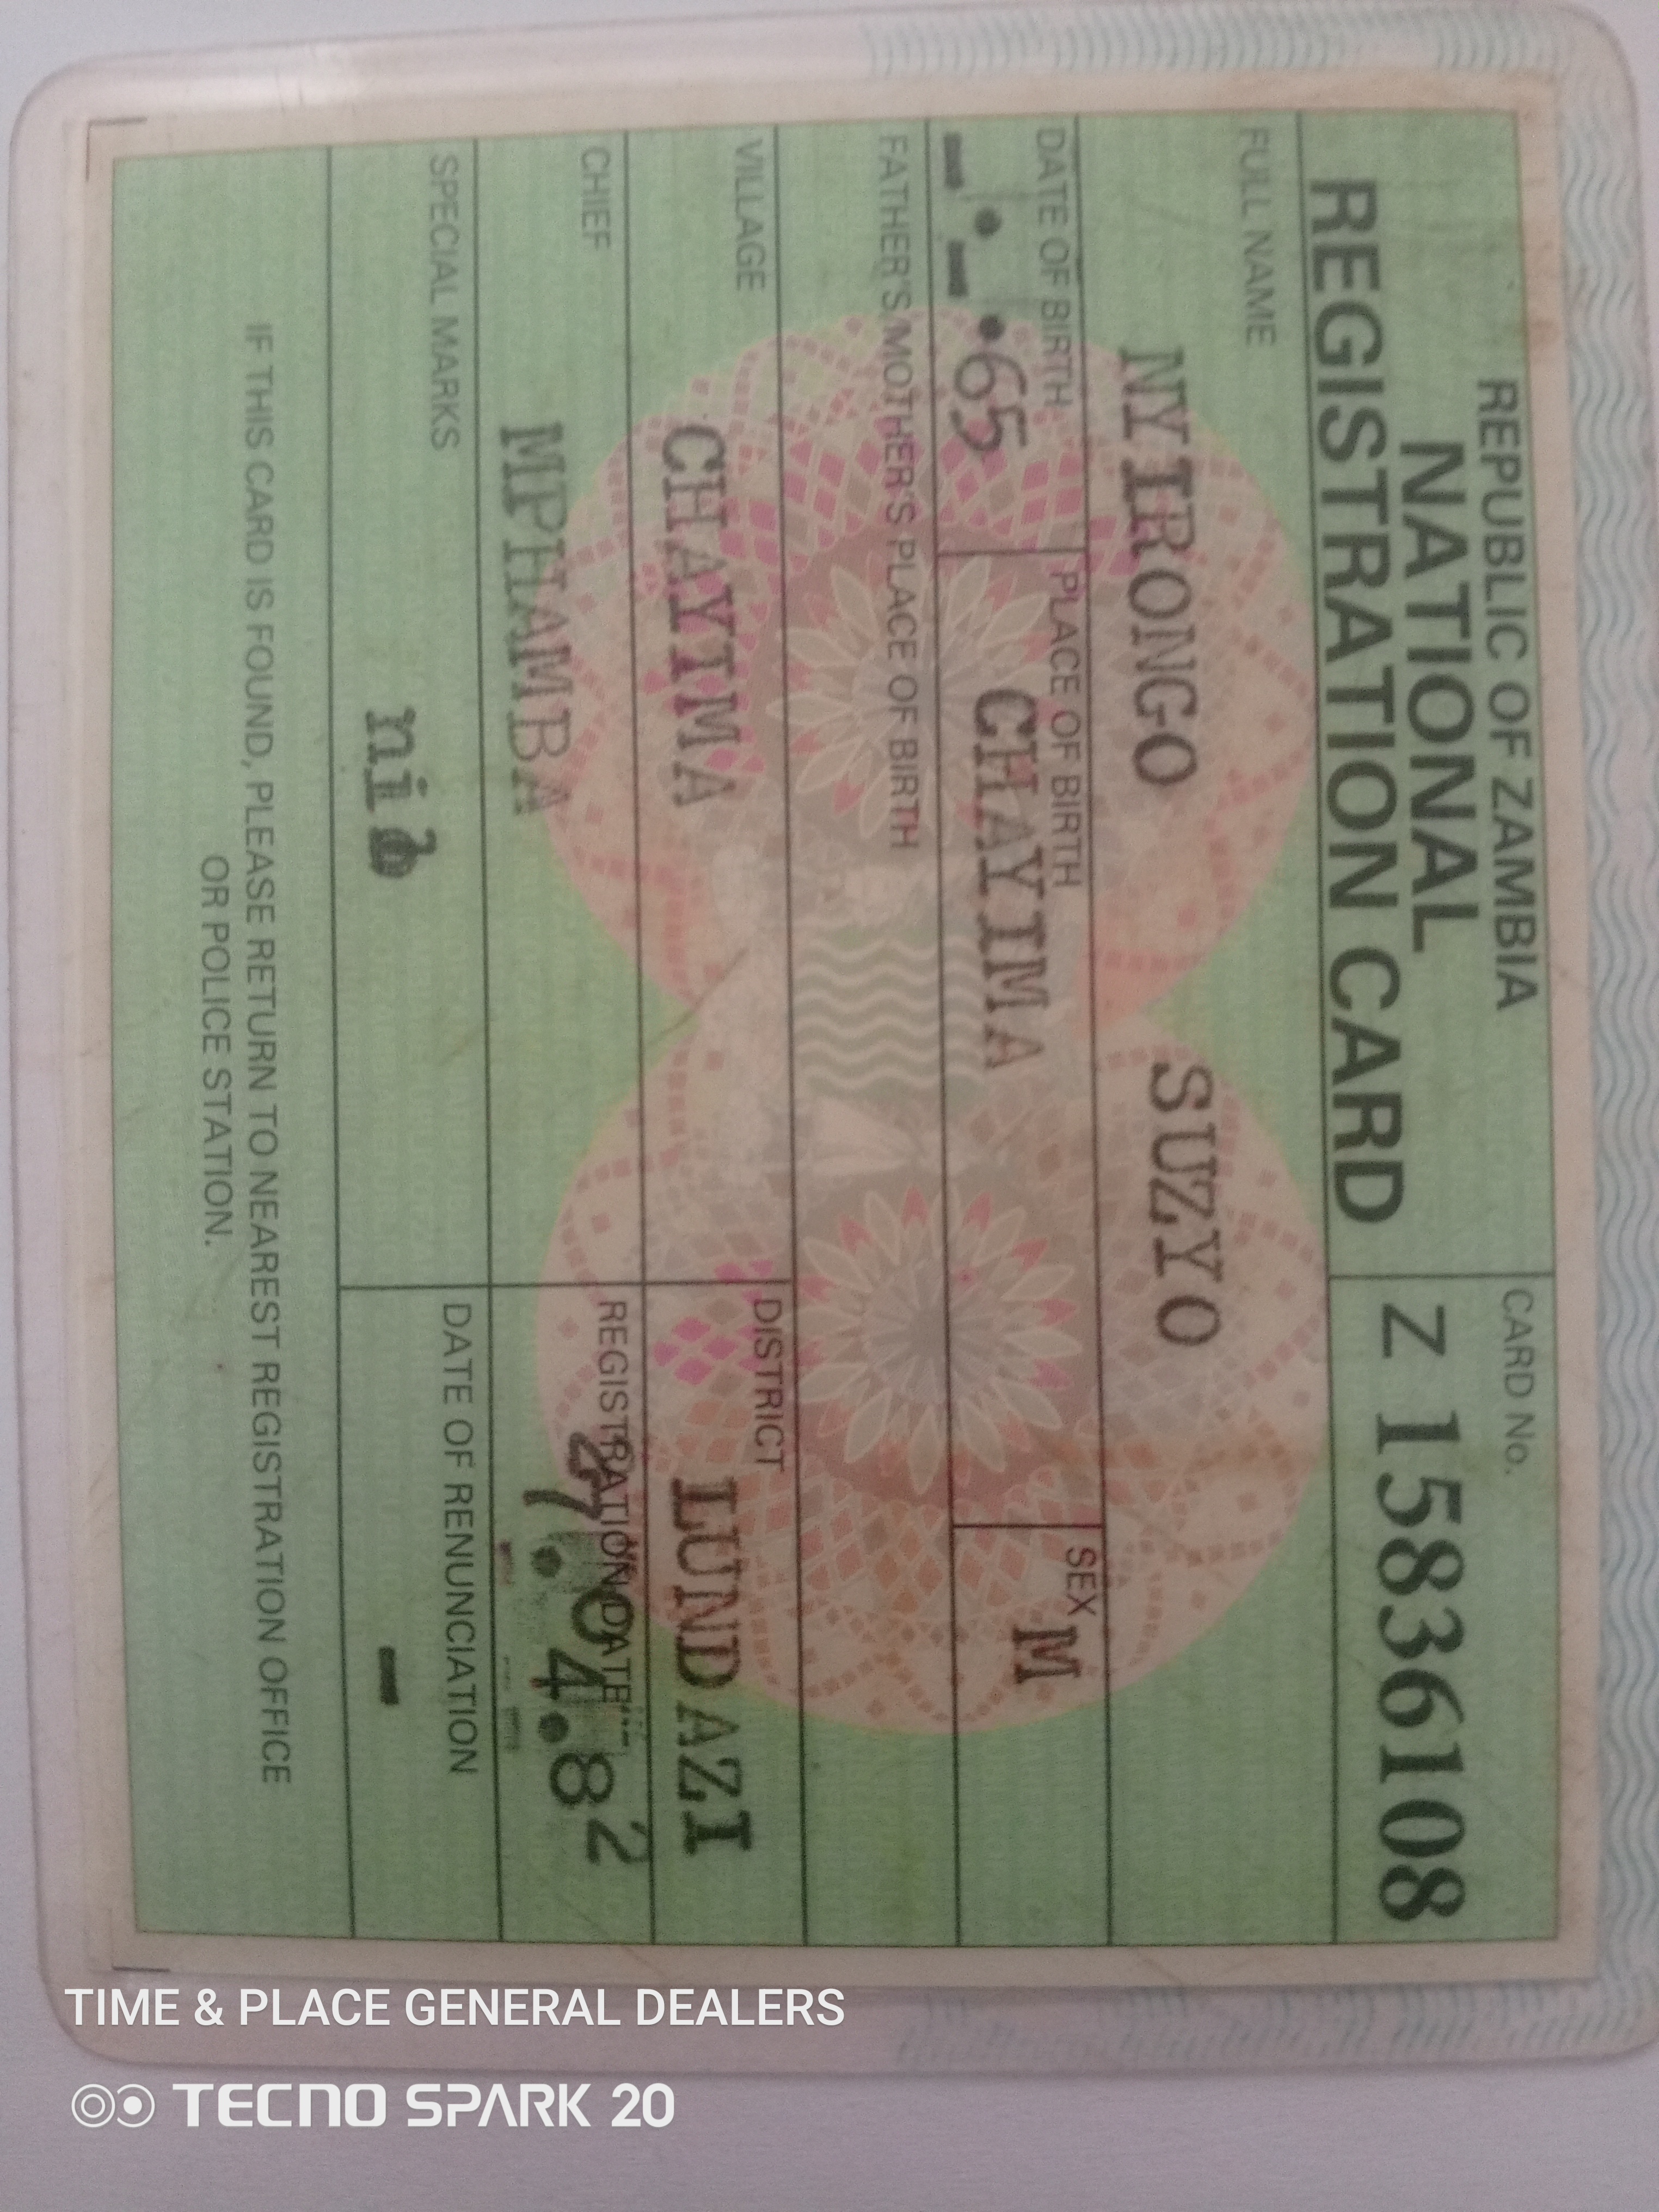 REPUBLIC OF ZAMBIA
NATIONAL
REGISTRATION CARD
CARD No.
Z 15836108
FULL NAME
NYIRONGO SUZYO
DATE OF BIRTH
-.-.65
PLACE OF BIRTH
CHAYIMA
SEX
M
FATHER'S/MOTHER'S PLACE OF BIRTH
VILLAGE
CHAYIMA
DISTRICT
LUNDAZI
CHIEF
MPHAMBA
REGISTRATION DATE
27.04.82
SPECIAL MARKS
DATE OF RENUNCIATION
-
IF THIS CARD IS FOUND, PLEASE RETURN TO NEAREST REGISTRATION OFFICE
OR POLICE STATION.
TIME & PLACE GENERAL DEALERS
TECNO SPARK 20